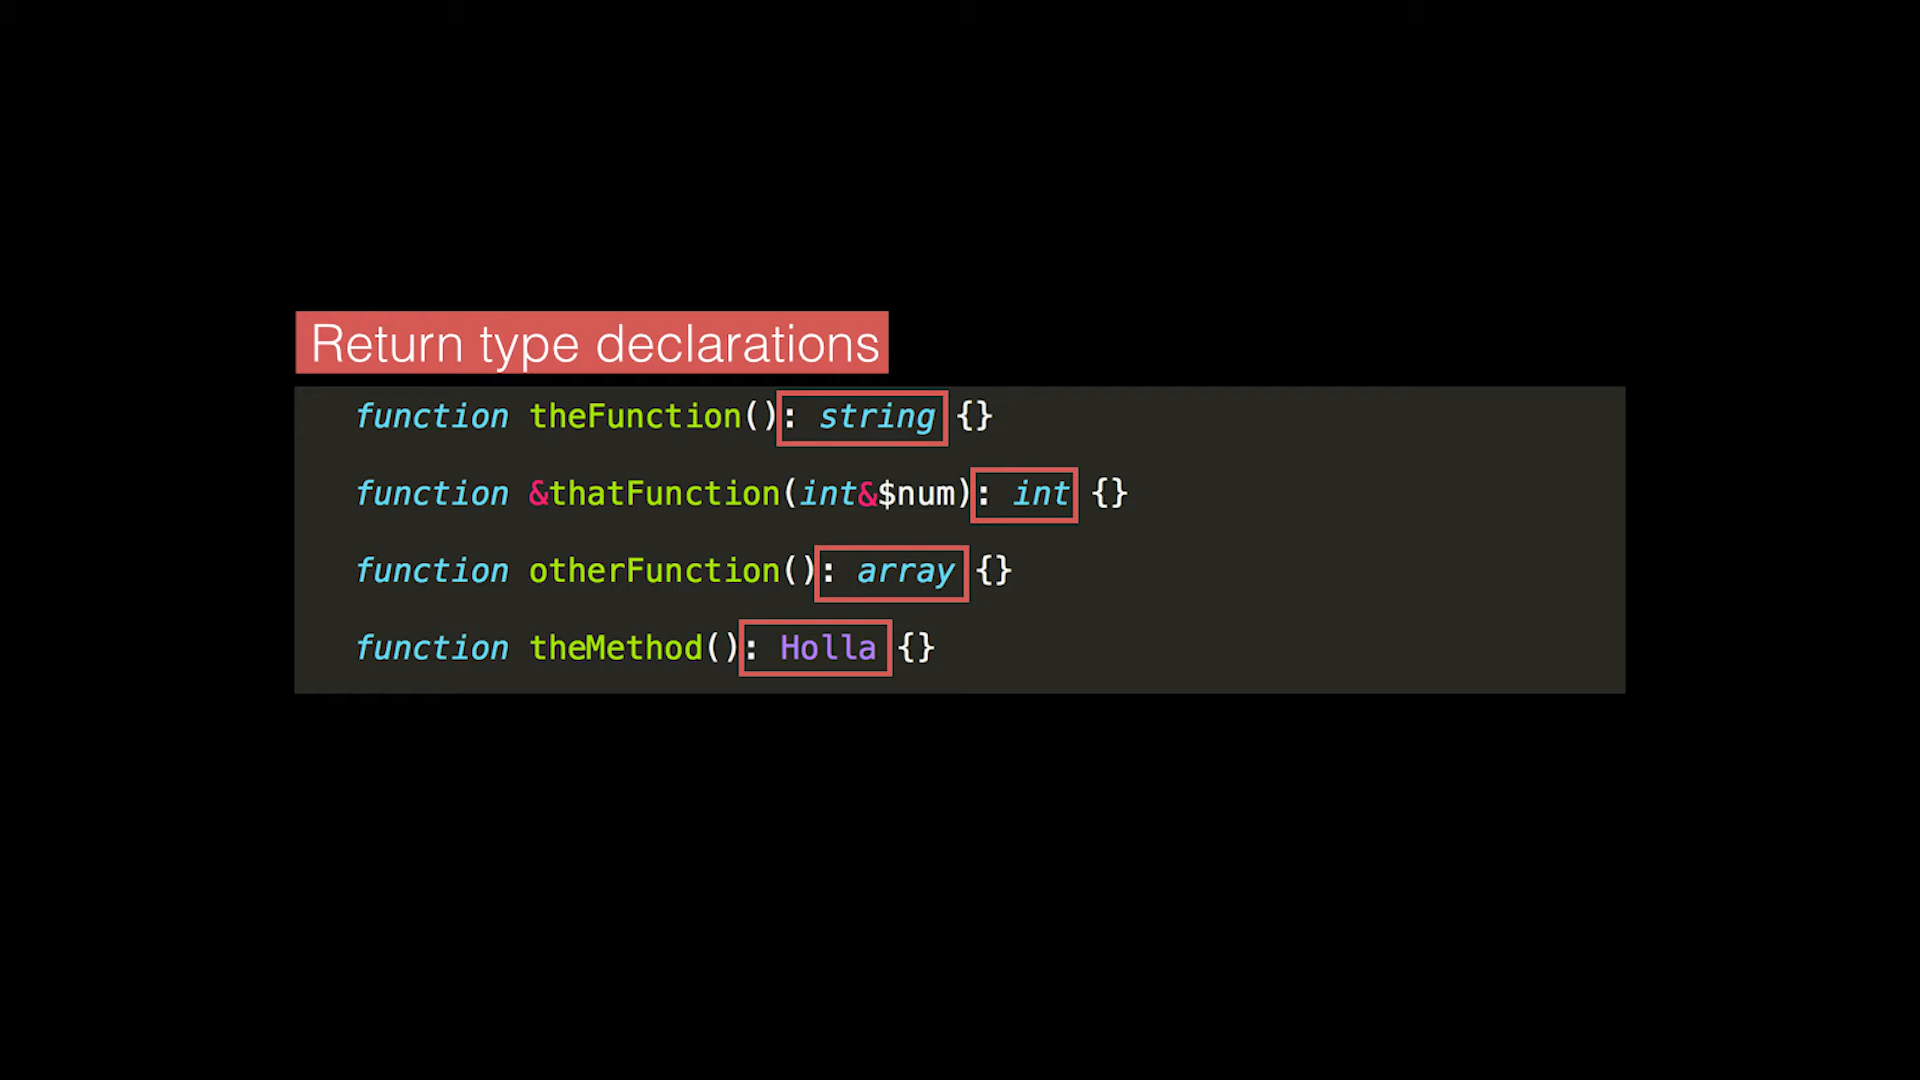 Return type declarations
function theFunction(): string {}
function &thatFunction(int&$num): int {}
function otherFunction(): array {}
function theMethod(): Holla {}